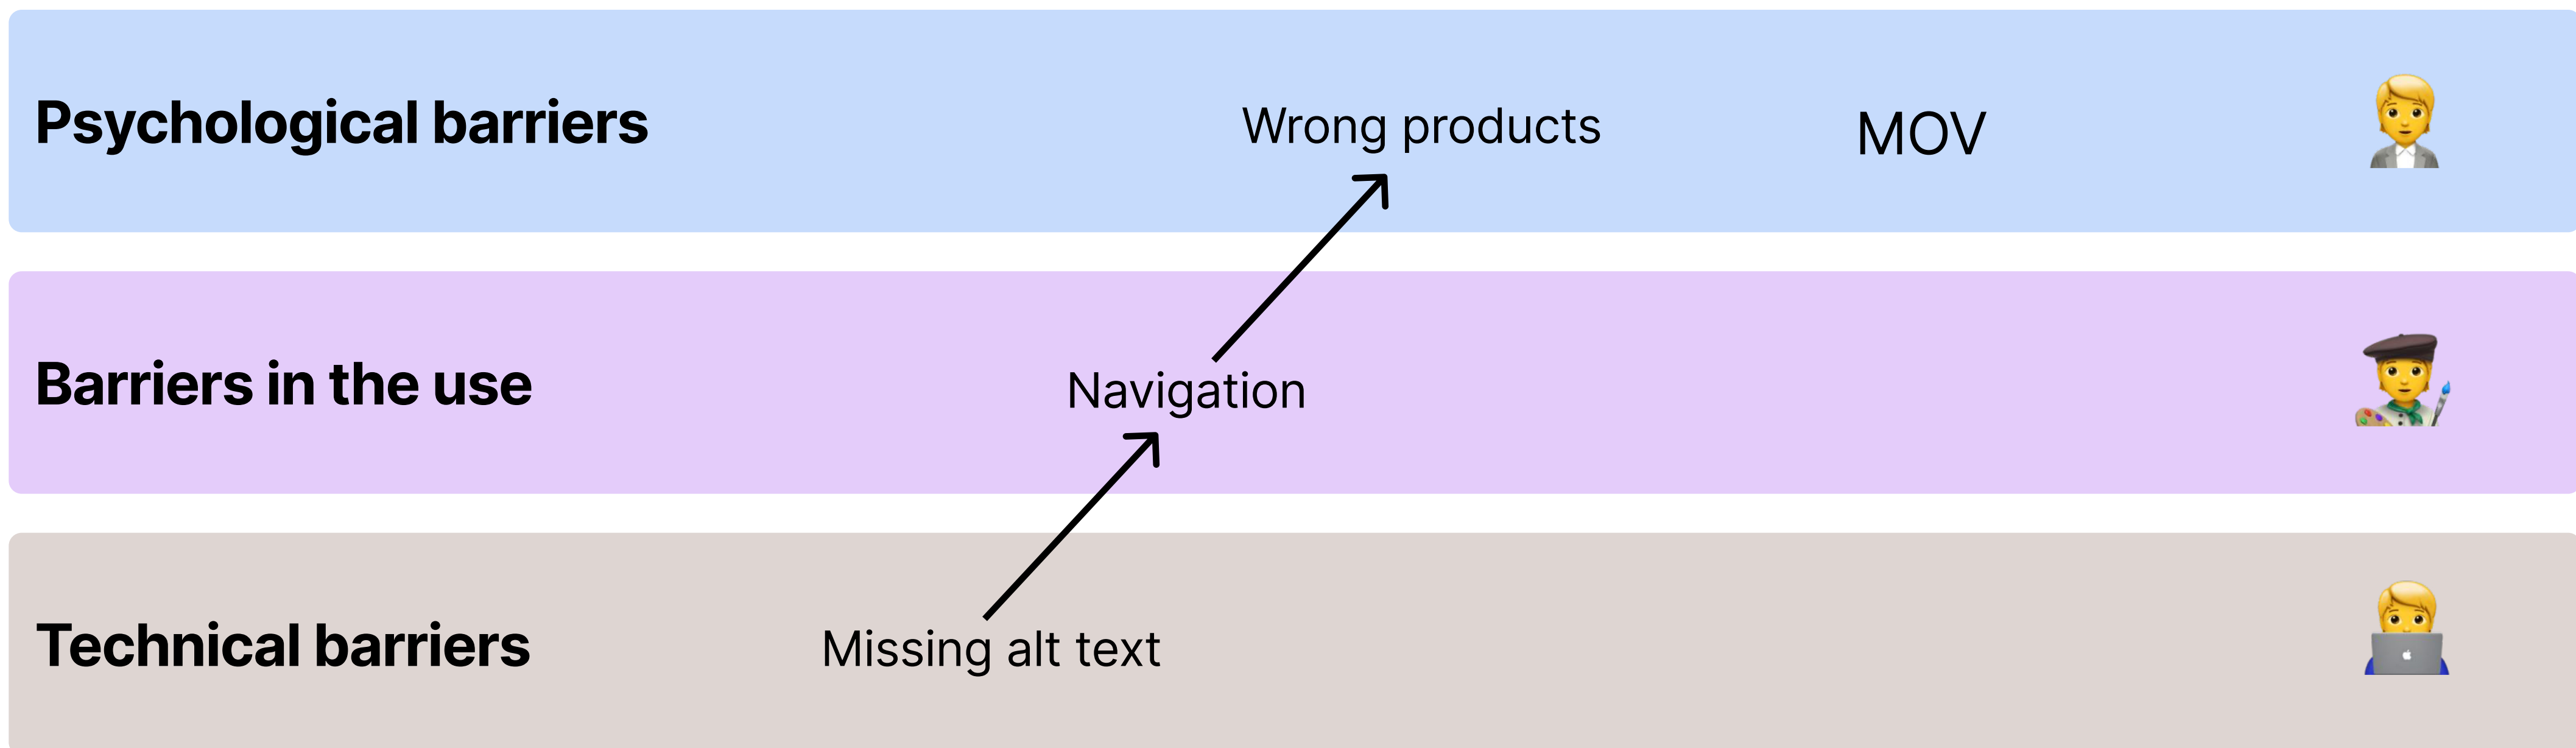 Psychological barriers
Wrong products
MOV
Barriers in the use
Navigation
Technical barriers
Missing alt text